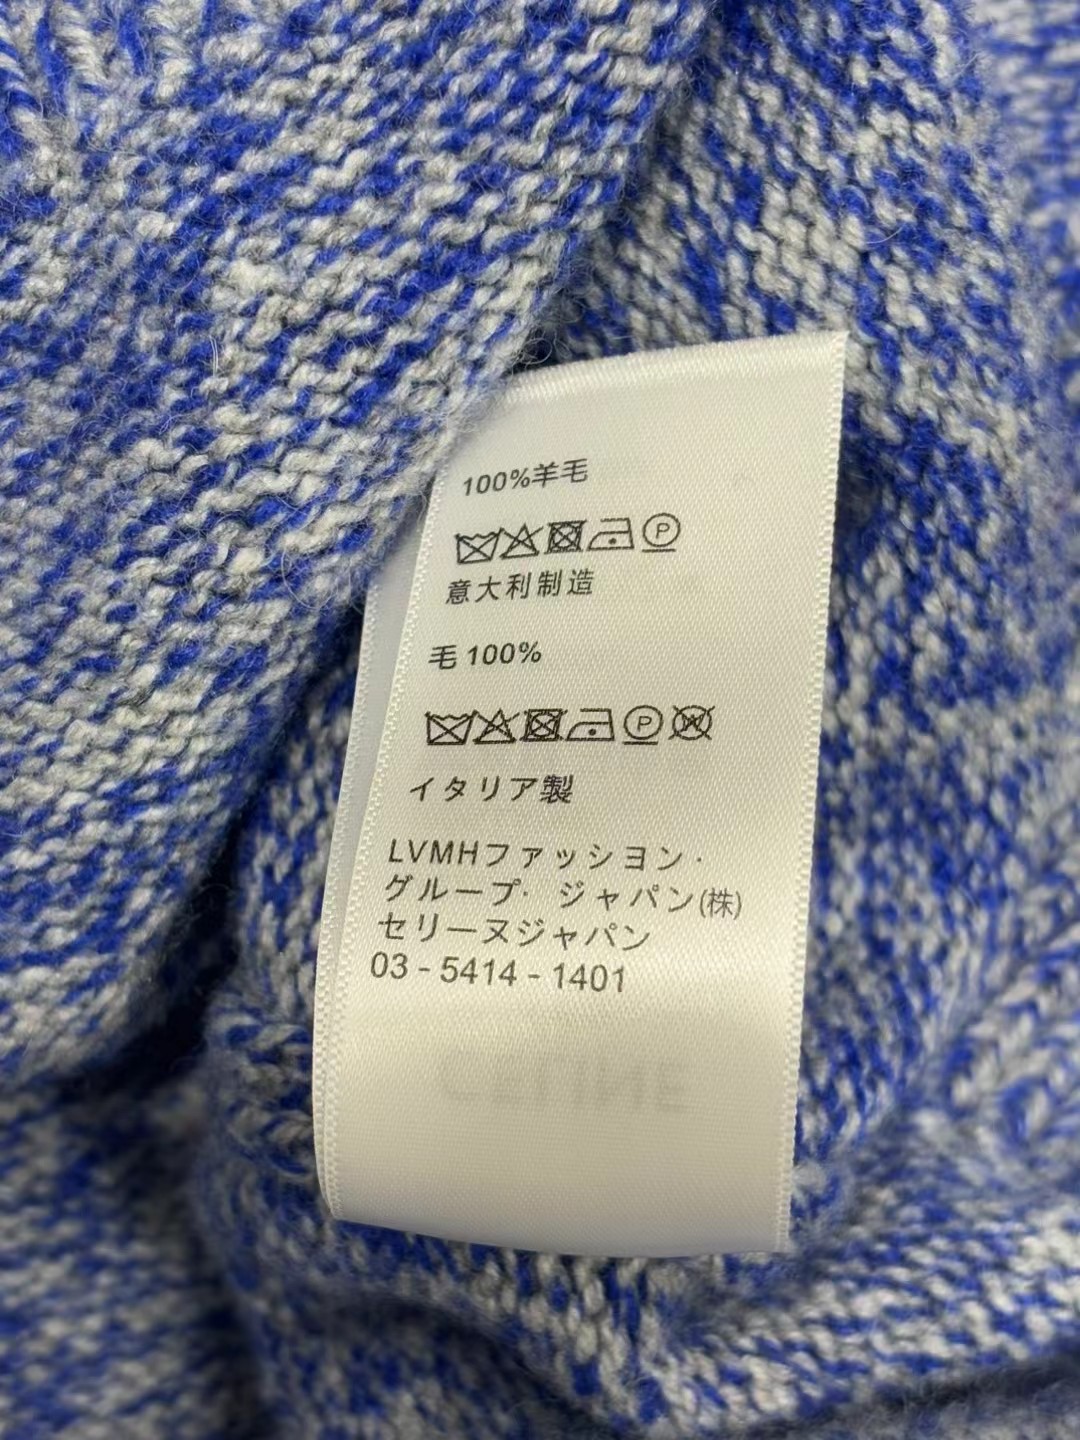 100%羊毛
P
意大利制造
毛 100%
P W
イタリア製
LVMHファッション・
グループ・ ジャパン(株)
セリーヌジャパン
03 - 5414 - 1401
CELINE